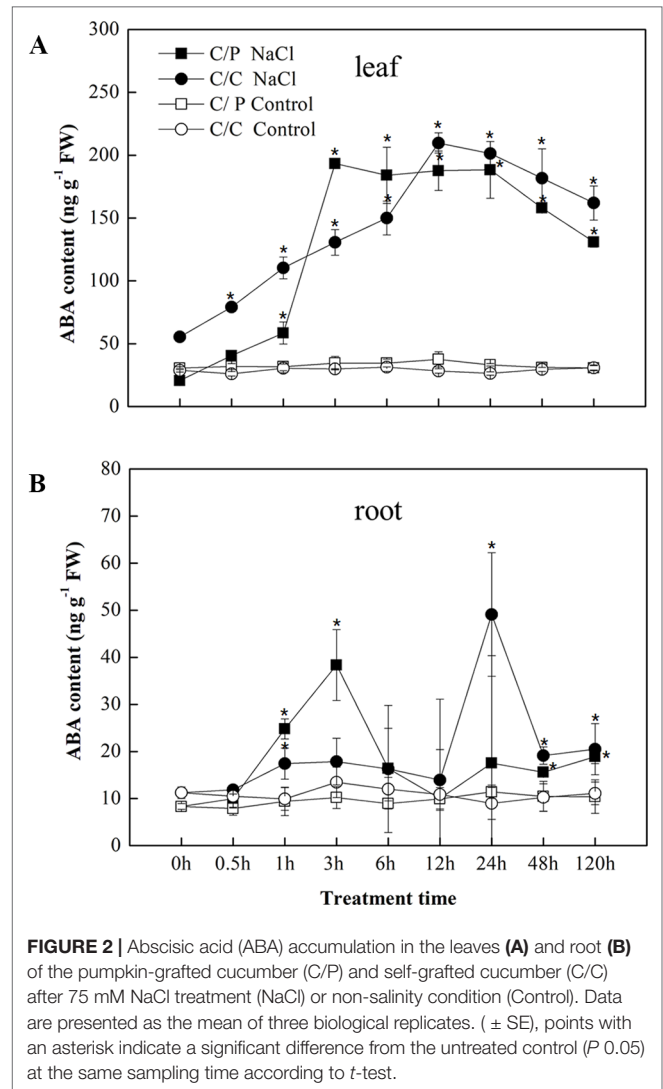 A
300
250
200
150
100
50
0
ABA content (ng g⁻¹ FW)
C/P NaCl
C/C NaCl
C/ P Control
C/C Control
leaf
* * * * * * * * * * * * * *
B
80
70
60
50
40
30
20
10
0
ABA content (ng g⁻¹ FW)
root
* * * * * * * *
0h 0.5h 1h 3h 6h 12h 24h 48h 120h
Treatment time
FIGURE 2 | Abscisic acid (ABA) accumulation in the leaves (A) and root (B)
of the pumpkin-grafted cucumber (C/P) and self-grafted cucumber (C/C)
after 75 mM NaCl treatment (NaCl) or non-salinity condition (Control). Data
are presented as the mean of three biological replicates. ( ± SE), points with
an asterisk indicate a significant difference from the untreated control (P 0.05)
at the same sampling time according to t-test.